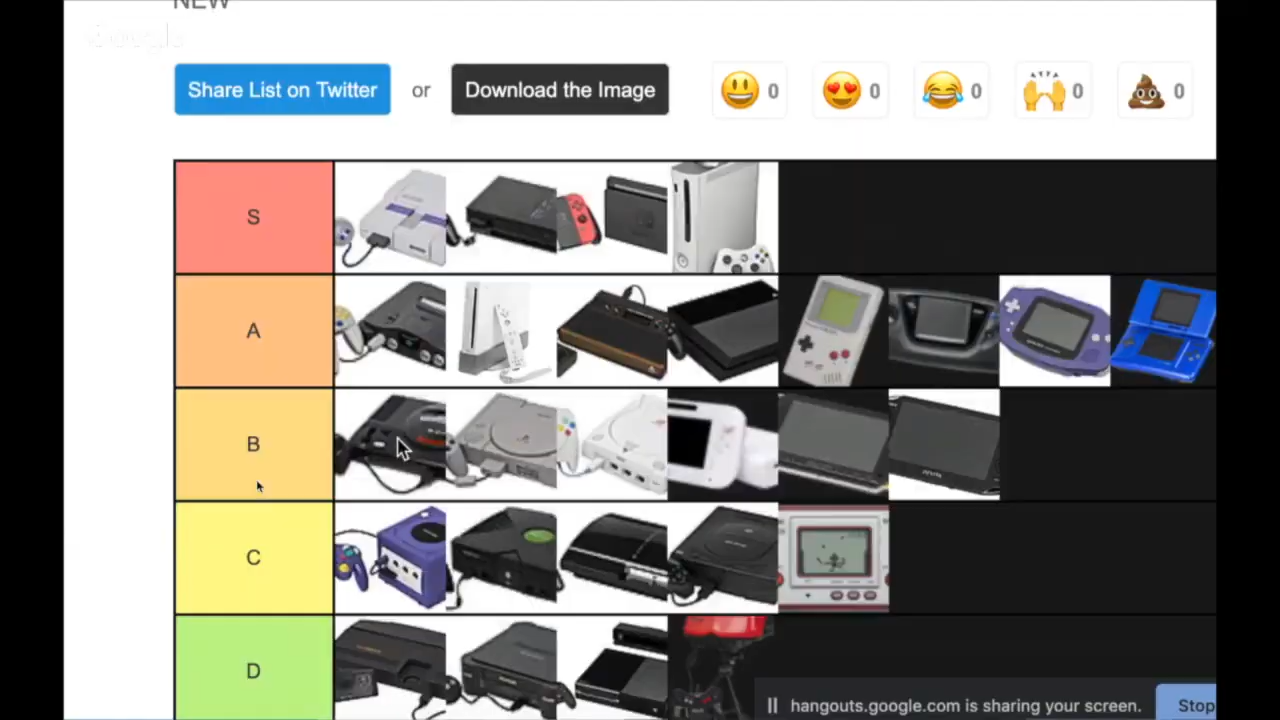 NEW
Google
Share List on Twitter or Download the Image 0 0 0 0 0
S
A
B
C
D
hangouts.google.com is sharing your screen. Stop